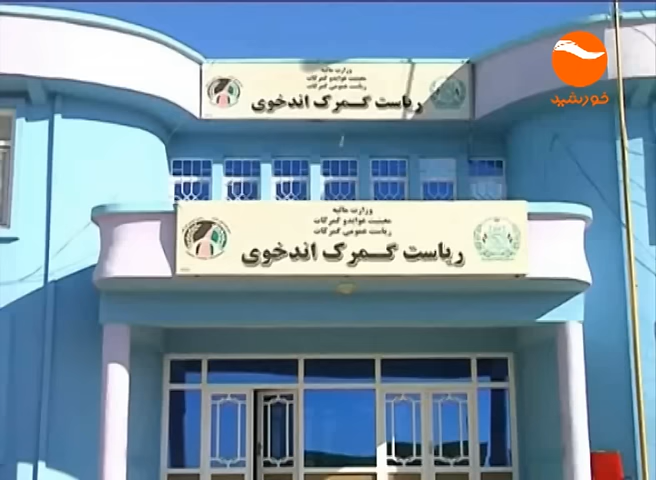 وزارت مالیه
معینیت عوایدو گمرکات
ریاست عمومی گمرکات
ریاست گمرک اندخوی
خورشید
وزارت مالیه
معینیت عوایدو گمرکات
ریاست عمومی گمرکات
ریاست گمرک اندخوی